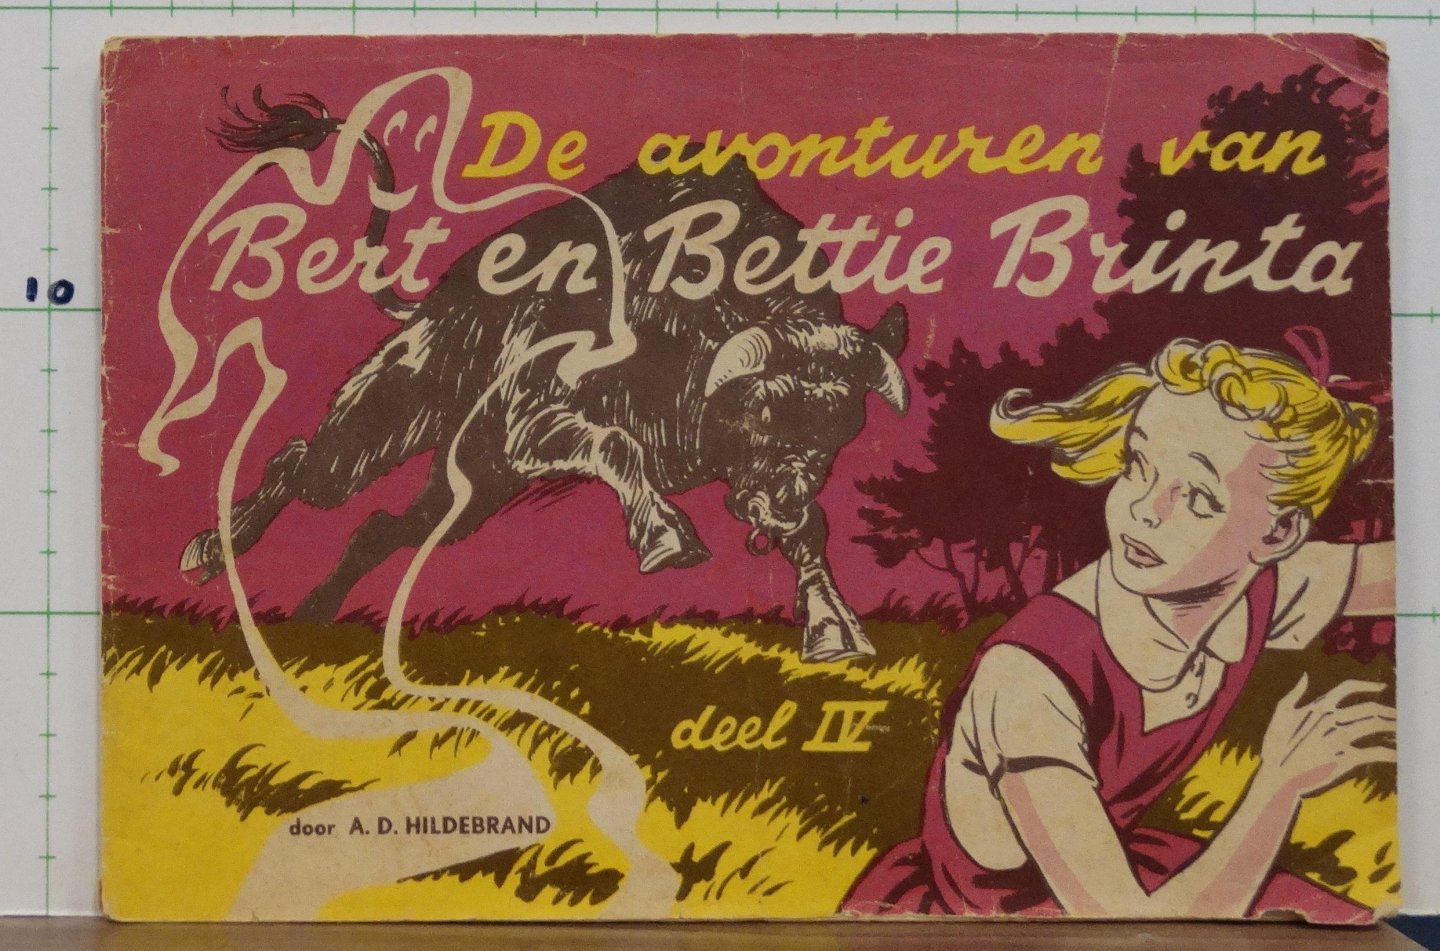 De avonturen van
Bert en Bettie Brinta
10
deel IV
door A. D. HILDEBRAND